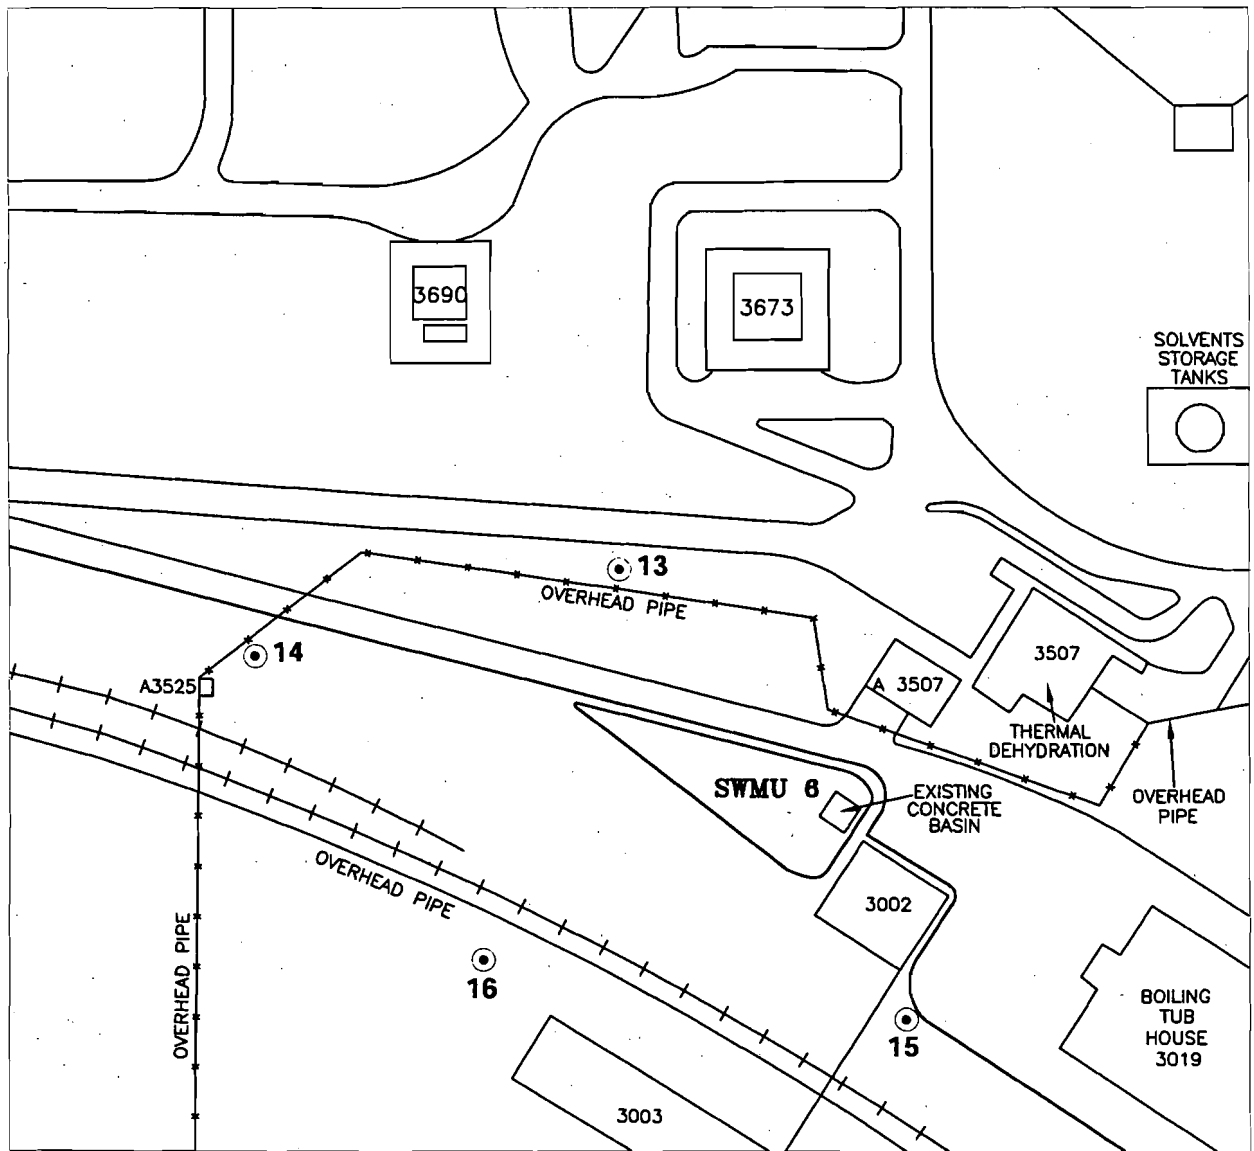 3690
3673
SOLVENTS
STORAGE
TANKS
13
OVERHEAD PIPE
14
A3525
3507
A 3507
THERMAL
DEHYDRATION
SWMU 6
EXISTING
CONCRETE
BASIN
OVERHEAD
PIPE
OVERHEAD PIPE
3002
OVERHEAD PIPE
16
15
BOILING
TUB
HOUSE
3019
3003